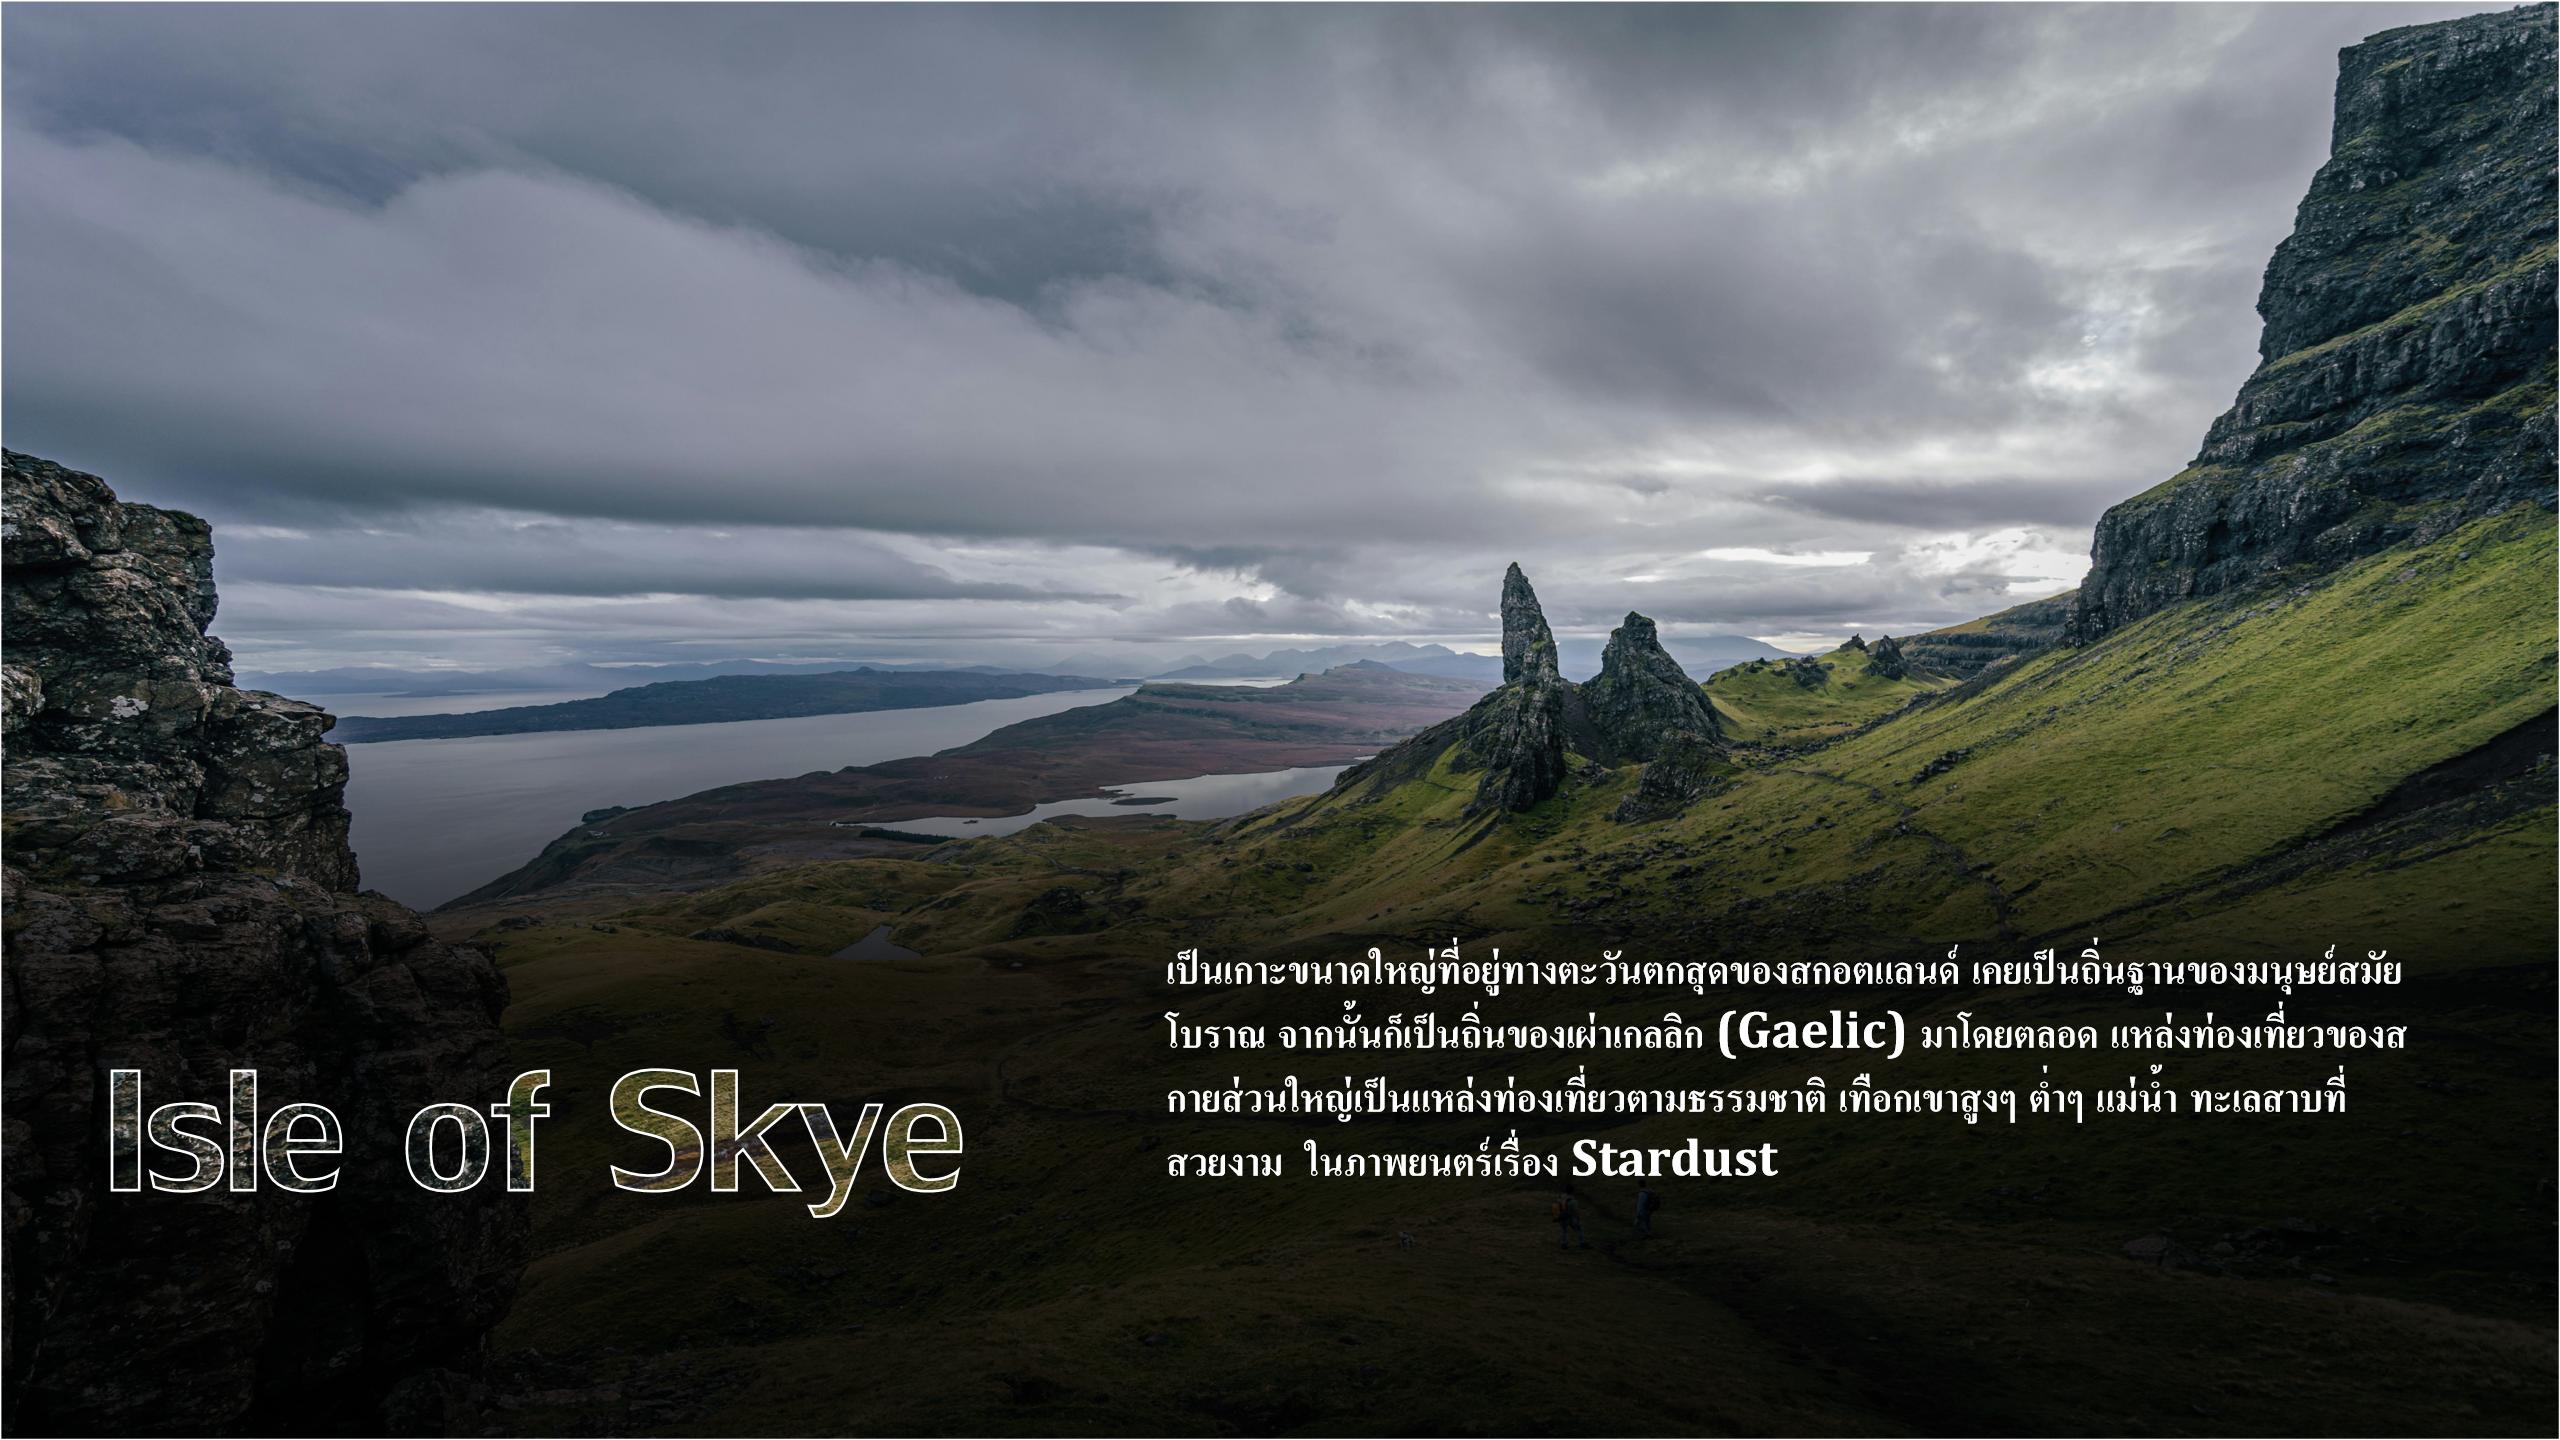 Isle of Skye
เป็นเกาะขนาดใหญ่ที่อยู่ทางตะวันตกสุดของสกอตแลนด์ เคยเป็นถิ่นฐานของมนุษย์สมัย
โบราณ จากนั้นก็เป็นถิ่นของเผ่าเกลลิก (Gaelic) มาโดยตลอด แหล่งท่องเที่ยวของส
กายส่วนใหญ่เป็นแหล่งท่องเที่ยวตามธรรมชาติ เทือกเขาสูงๆ ต่ำๆ แม่น้ำ ทะเลสาบที่
สวยงาม  ในภาพยนตร์เรื่อง Stardust